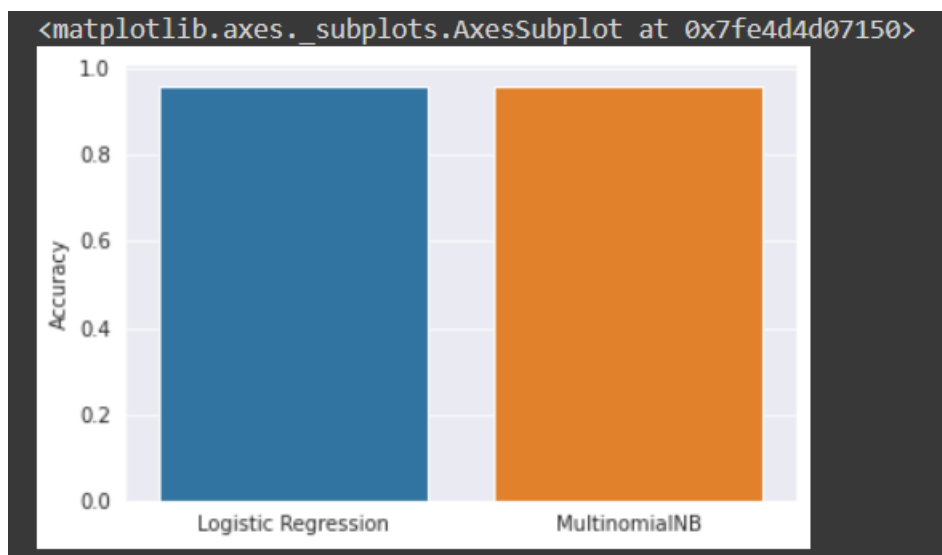 <matplotlib.axes._subplots.AxesSubplot at 0x7fe4d4d07150>
1.0
0.8
0.6
0.4
0.2
0.0
Accuracy
Logistic Regression
MultinomialNB